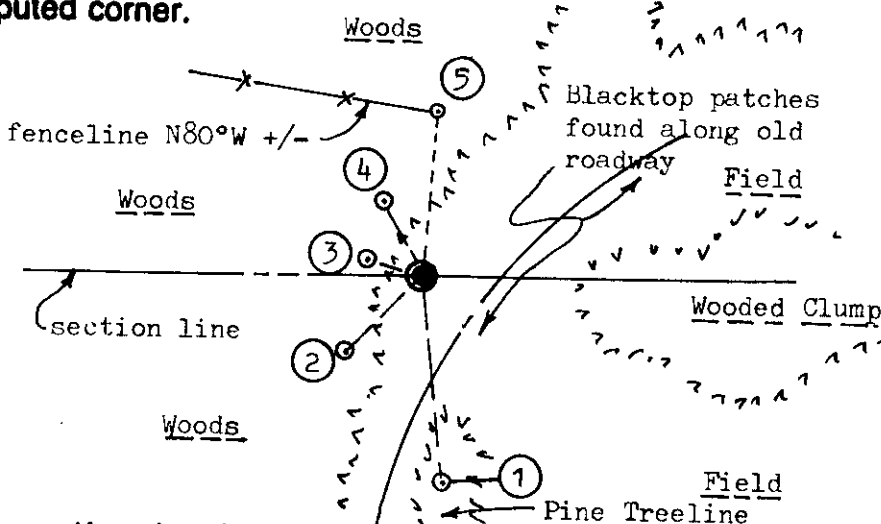 puted corner.
Woods
5
Blacktop patches
found along old
roadway
fenceline N80°W +/-
4
Woods
Field
3
section line
Wooded Clump
2
Woods
1
Field
Pine Treeline